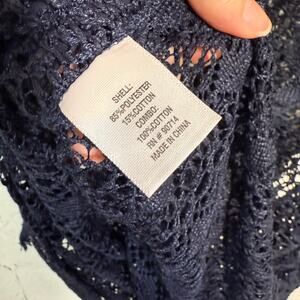 SHELL:
85%POLYESTER
15%COTTON
COMBO:
100%COTTON
RN # 90714
MADE IN CHINA